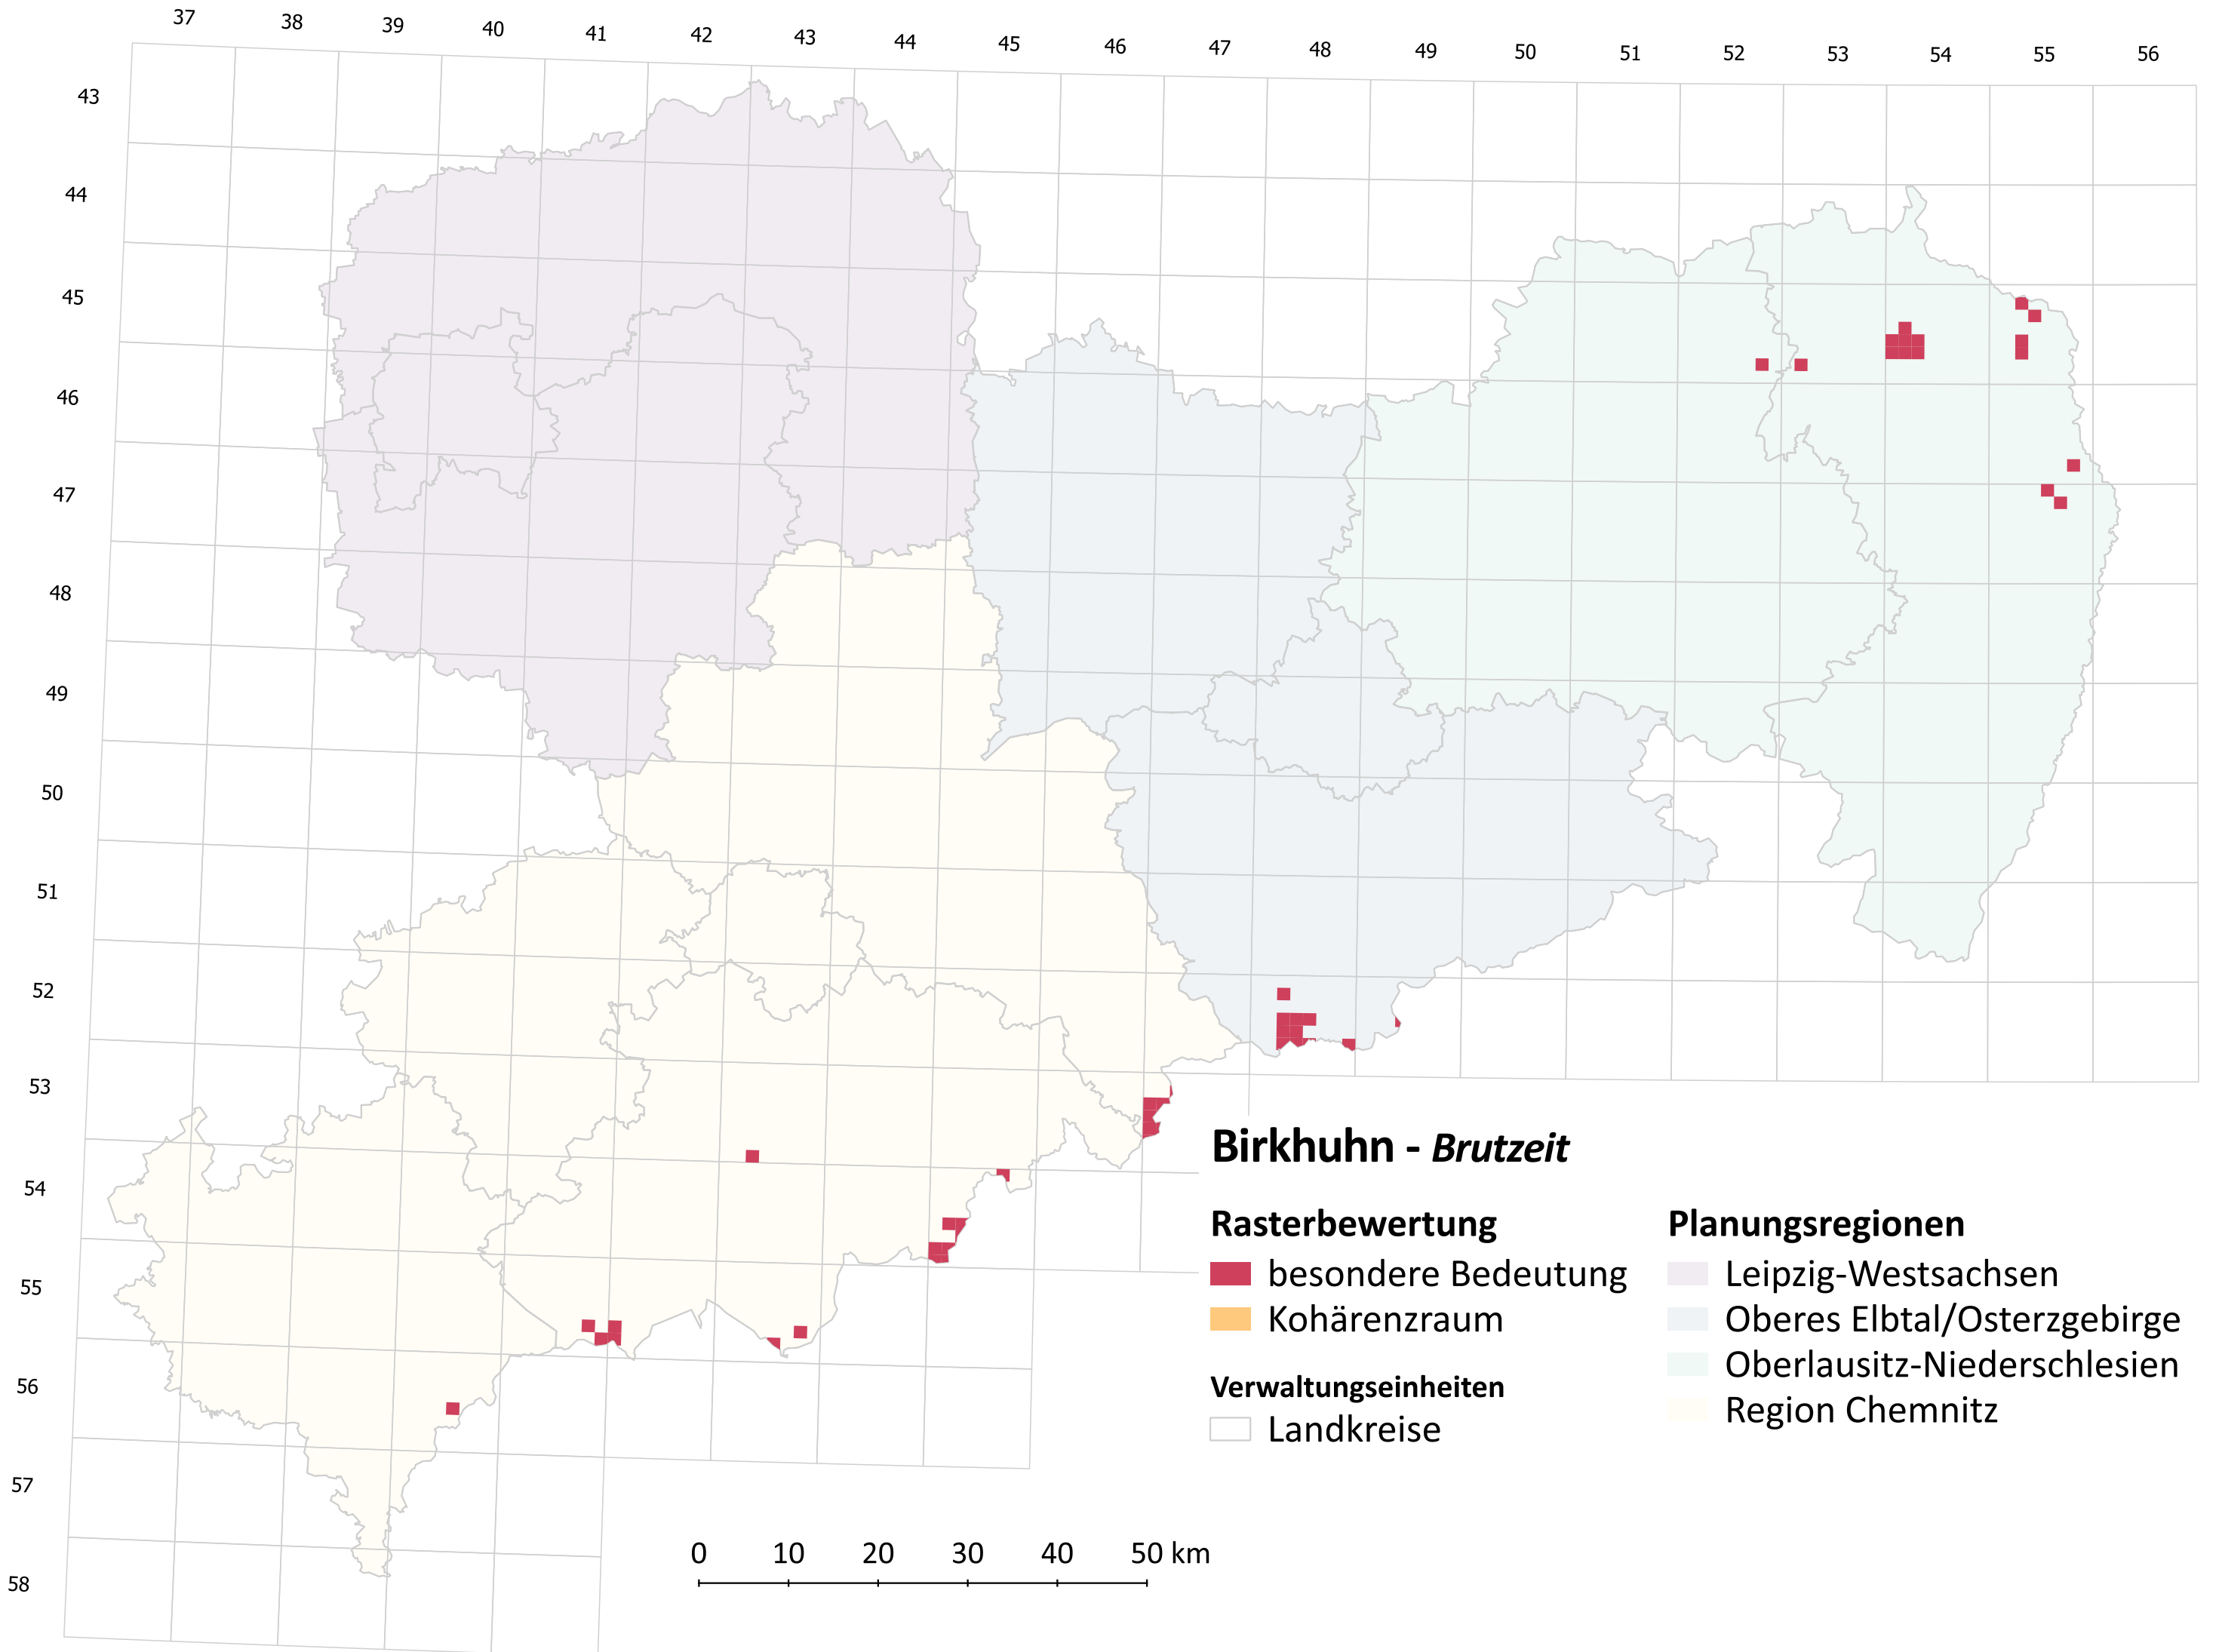 37 38 39 40 41 42 43 44 45 46 47 48 49 50 51 52 53 54 55 56
43
44
45
46
47
48
49
50
51
52
53
54
55
56
57
58
Birkhuhn - Brutzeit
Rasterbewertung
besondere Bedeutung
Kohärenzraum
Verwaltungseinheiten
Landkreise
Planungsregionen
Leipzig-Westsachsen
Oberes Elbtal/Osterzgebirge
Oberlausitz-Niederschlesien
Region Chemnitz
0 10 20 30 40 50 km